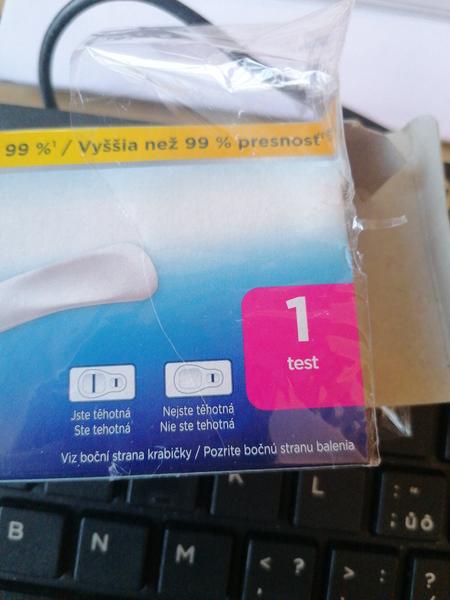 99 %¹ / Vyššia než 99 % presnosť
1
test
Jste těhotná
Ste tehotná
Nejste těhotná
Nie ste tehotná
Viz boční strana krabičky / Pozrite bočnú stranu balenia
K
L
: "
; ů ô
B
N
M
< ?
,
> :
.